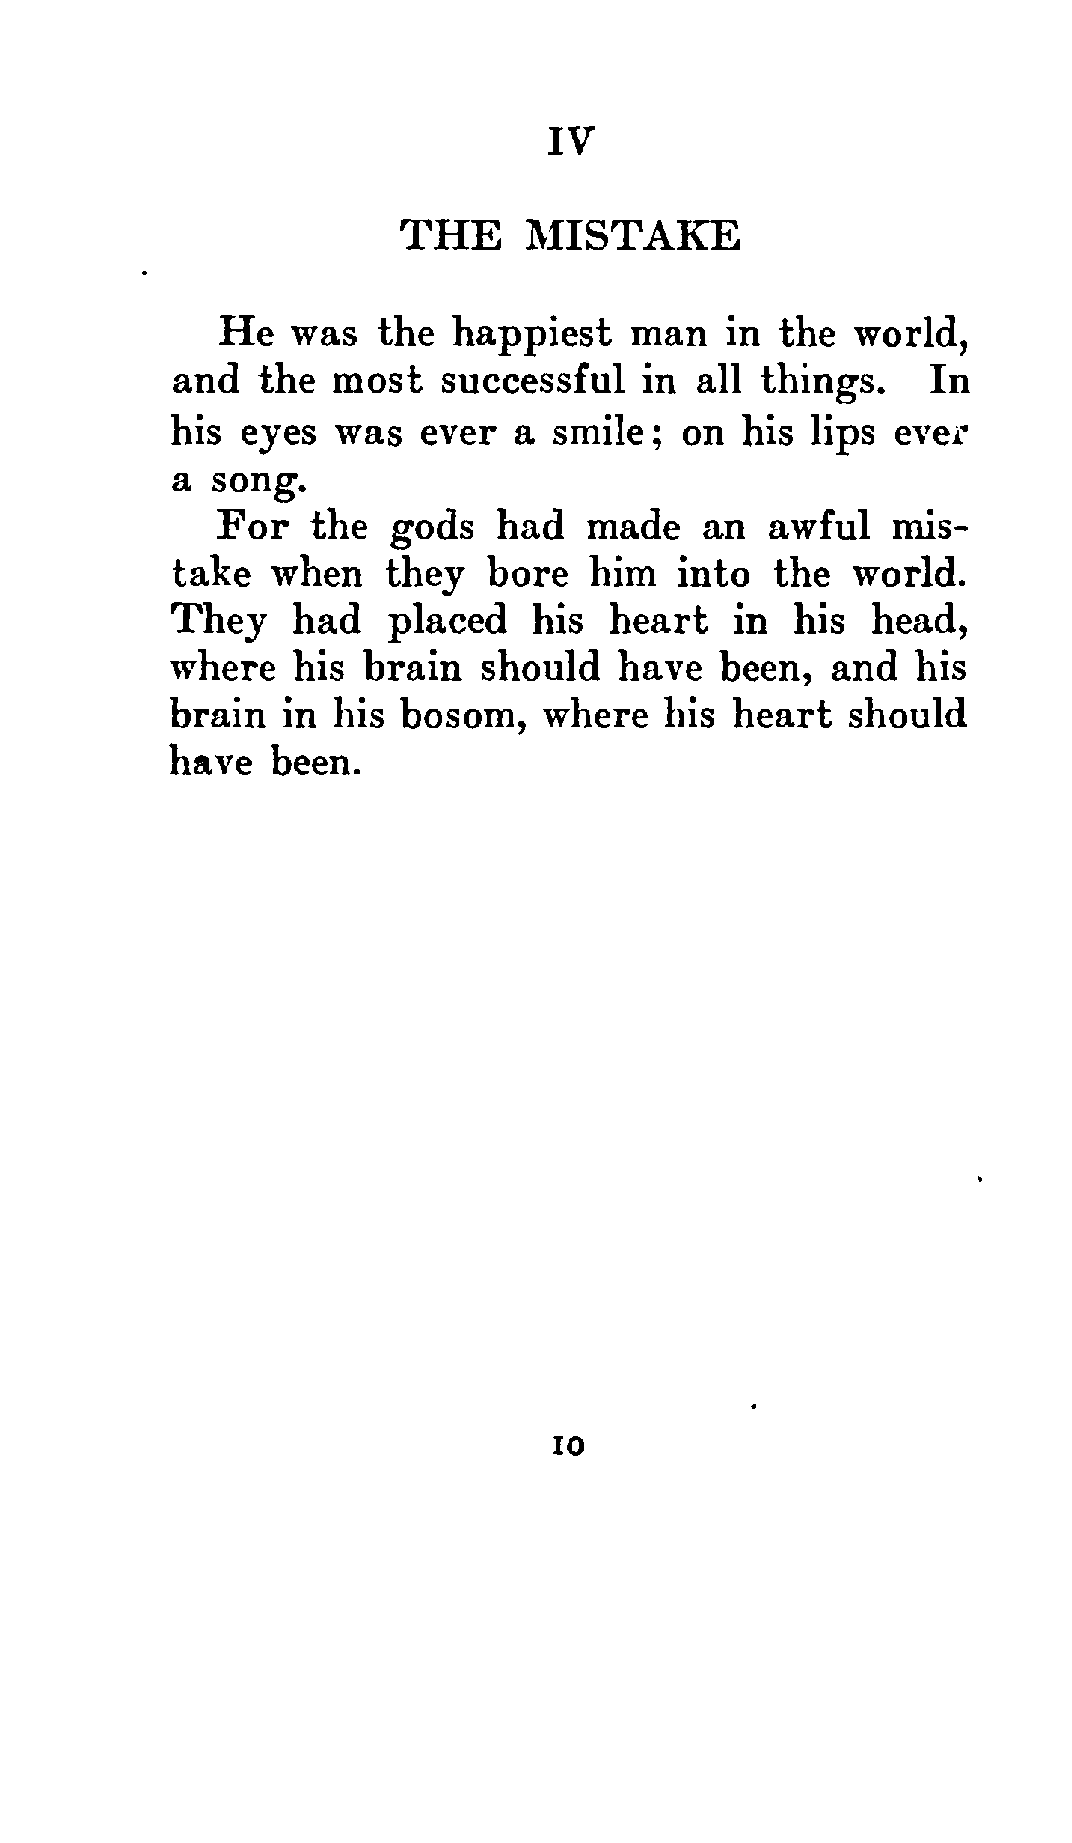 IV
THE MISTAKE
He was the happiest man in the world,
and the most successful in all things. In
his eyes was ever a smile; on his lips ever
a song.
For the gods had made an awful mis-
take when they bore him into the world.
They had placed his heart in his head,
where his brain should have been, and his
brain in his bosom, where his heart should
have been.
10